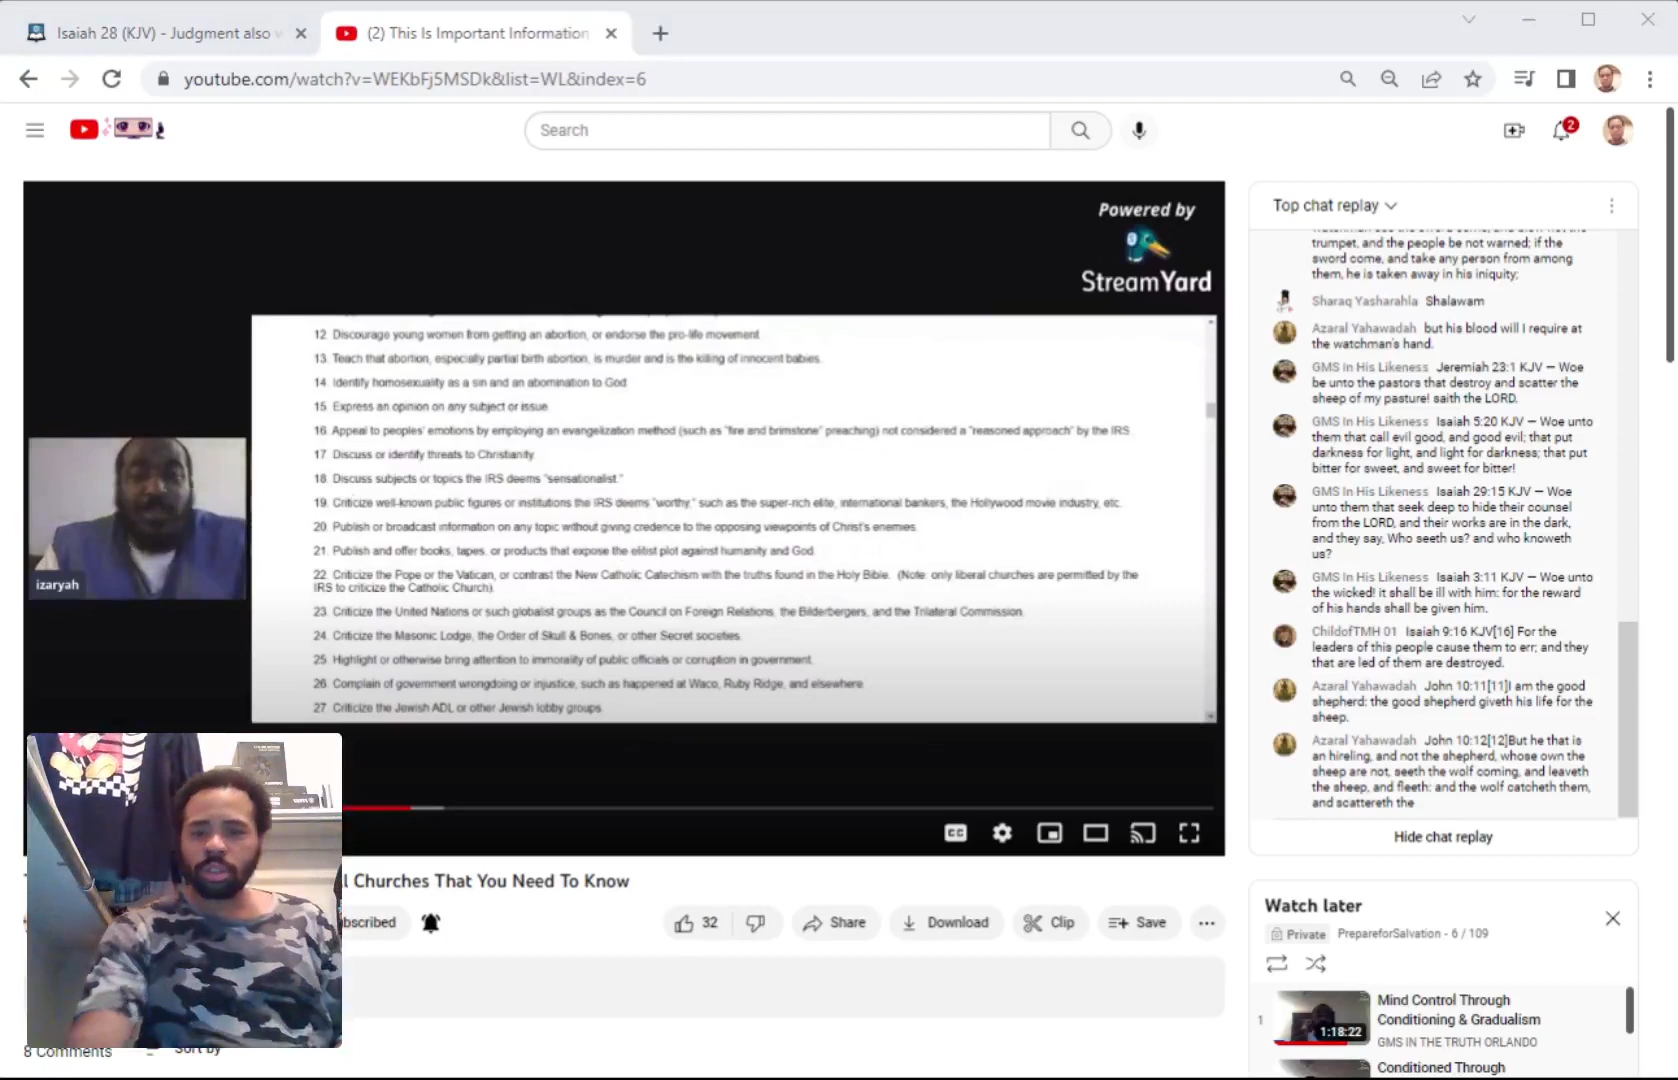 Isaiah 28 (KJV) - Judgment also
(2) This Is Important Information
youtube.com/watch?v=WEKbFj5MSDk&list=WL&index=6
Search
2
Powered by
StreamYard
12 Discourage young women from getting an abortion, or endorse the pro-life movement
13. Teach that abortion, especially partial birth abortion, is murder and is the killing of innocent babies.
14. Identify homosexuality as a sin and an abomination to God
15. Express an opinion on any subject or issue
16. Appeal to peoples' emotions by employing an evangelization method (such as "fire and brimstone" preaching) not considered a "reasoned approach" by the IRS.
17. Discuss or identify threats to Christianity
18. Discuss subjects or topics the IRS deems "sensationalist."
19. Criticize well-known public figures or institutions the IRS deems "worthy," such as the super-rich elite, international bankers, the Hollywood movie industry, etc.
20. Publish or broadcast information on any topic without giving credence to the opposing viewpoints of Christ's enemies.
21. Publish and offer books, tapes, or products that expose the elitist plot against humanity and God
22. Criticize the Pope or the Vatican, or contrast the New Catholic Catechism with the truths found in the Holy Bible. (Note: only liberal churches are permitted by the
IRS to criticize the Catholic Church).
23. Criticize the United Nations or such globalist groups as the Council on Foreign Relations, the Bilderbergers, and the Trilateral Commission.
24. Criticize the Masonic Lodge, the Order of Skull & Bones, or other Secret societies.
25. Highlight or otherwise bring attention to immorality of public officials or corruption in government.
26. Complain of government wrongdoing or injustice, such as happened at Waco, Ruby Ridge, and elsewhere
27. Criticize the Jewish ADL or other Jewish lobby groups.
izaryah
CC
l Churches That You Need To Know
bscribed
32
Share
Download
Clip
Save
8 Comments
Sort by
Top chat replay
trumpet, and the people be not warned; if the
sword come, and take any person from among
them, he is taken away in his iniquity;
Sharaq Yasharahla Shalawam
Azaral Yahawadah but his blood will I require at
the watchman's hand.
GMS In His Likeness Jeremiah 23:1 KJV — Woe
be unto the pastors that destroy and scatter the
sheep of my pasture! saith the LORD.
GMS In His Likeness Isaiah 5:20 KJV — Woe unto
them that call evil good, and good evil; that put
darkness for light, and light for darkness; that put
bitter for sweet, and sweet for bitter!
GMS In His Likeness Isaiah 29:15 KJV — Woe
unto them that seek deep to hide their counsel
from the LORD, and their works are in the dark,
and they say, Who seeth us? and who knoweth
us?
GMS In His Likeness Isaiah 3:11 KJV — Woe unto
the wicked! it shall be ill with him: for the reward
of his hands shall be given him.
ChildofTMH 01 Isaiah 9:16 KJV[16] For the
leaders of this people cause them to err; and they
that are led of them are destroyed.
Azaral Yahawadah John 10:11[11]I am the good
shepherd: the good shepherd giveth his life for the
sheep.
Azaral Yahawadah John 10:12[12]But he that is
an hireling, and not the shepherd, whose own the
sheep are not, seeth the wolf coming, and leaveth
the sheep, and fleeth: and the wolf catcheth them,
and scattereth the
Hide chat replay
Watch later
Private PrepareforSalvation - 6 / 109
1
1:18:22
Mind Control Through
Conditioning & Gradualism
GMS IN THE TRUTH ORLANDO
Conditioned Through